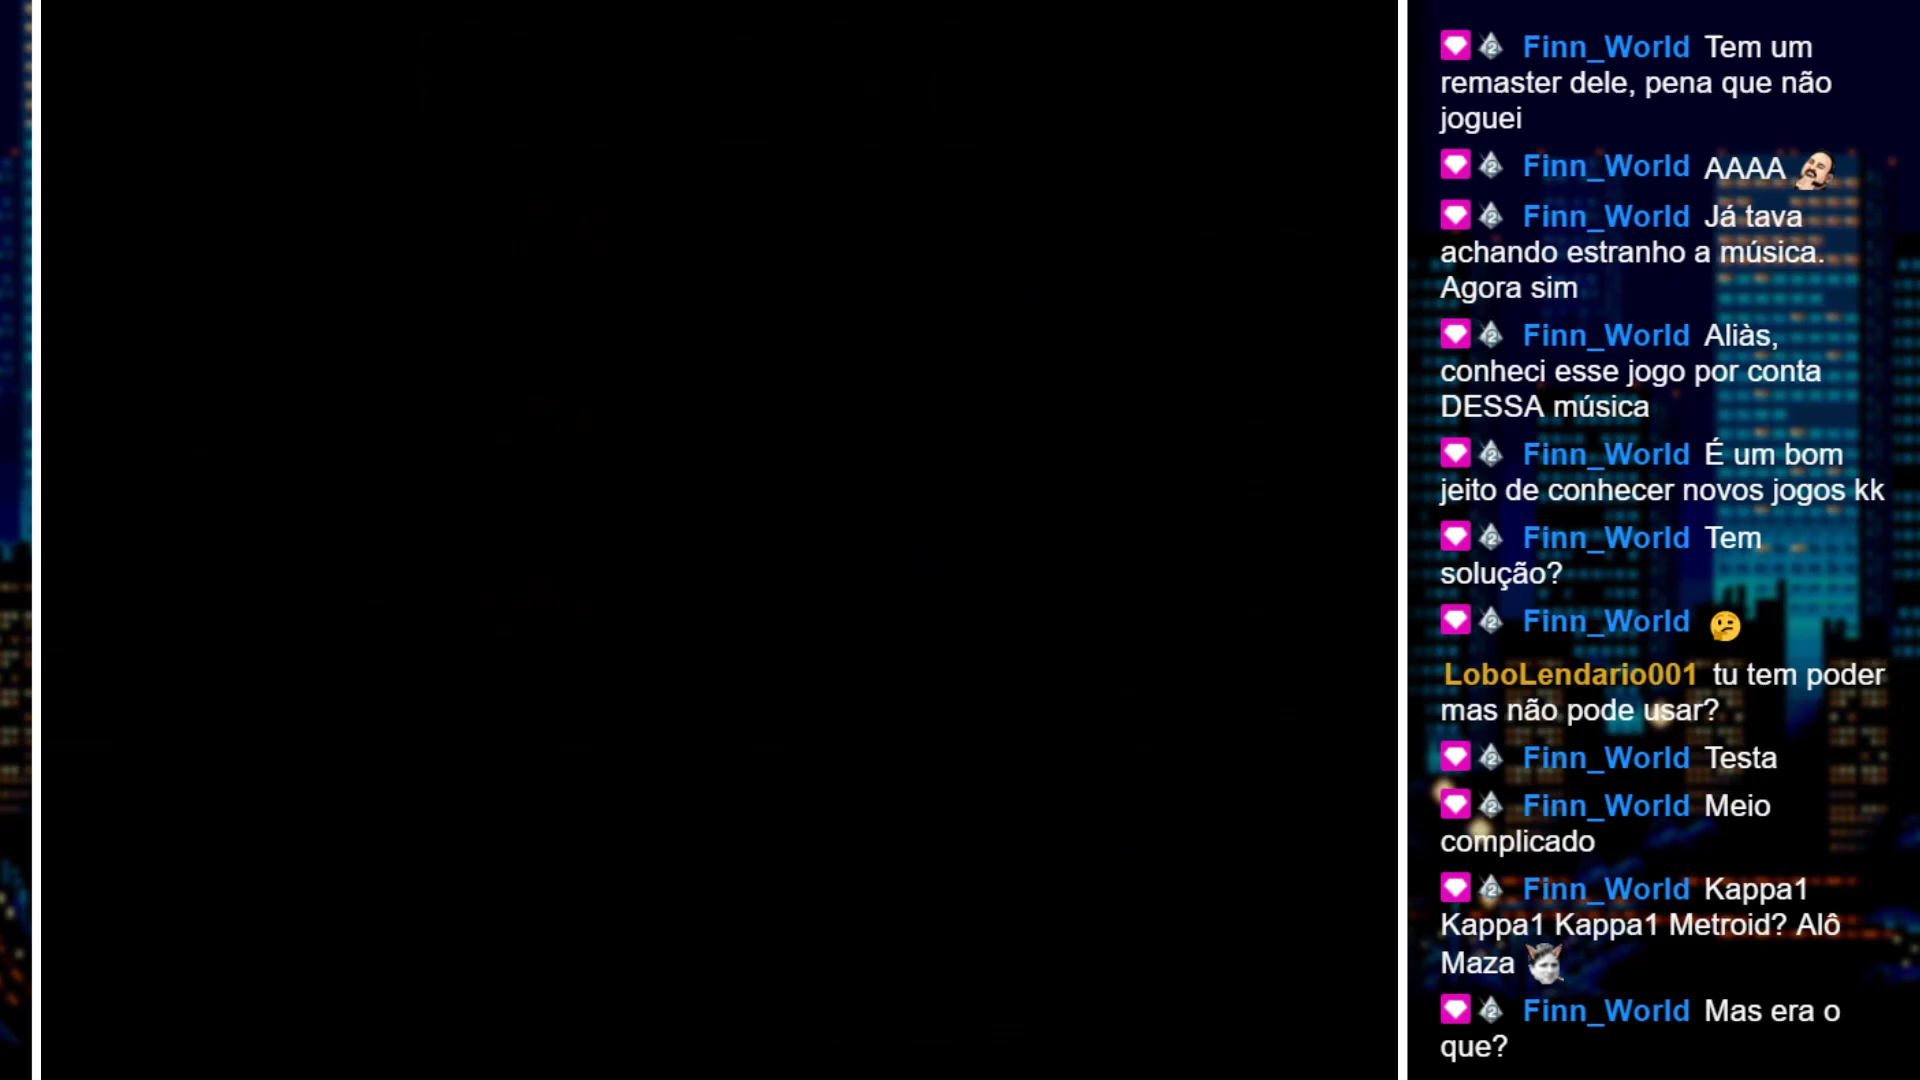 Finn_World Tem um
remaster dele, pena que não
joguei
Finn_World AAAA
Finn_World Já tava
achando estranho a música.
Agora sim
Finn_World Aliàs,
conheci esse jogo por conta
DESSA música
Finn_World É um bom
jeito de conhecer novos jogos kk
Finn_World Tem
solução?
Finn_World
LoboLendario001 tu tem poder
mas não pode usar?
Finn_World Testa
Finn_World Meio
complicado
Finn_World Kappa1
Kappa1 Kappa1 Metroid? Alô
Maza
Finn_World Mas era o
que?